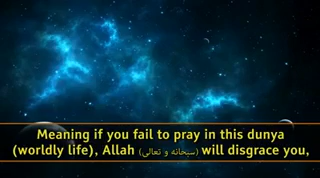 Meaning if you fail to pray in this dunya
(worldly life), Allah (سبحانه و تعالى) will disgrace you,